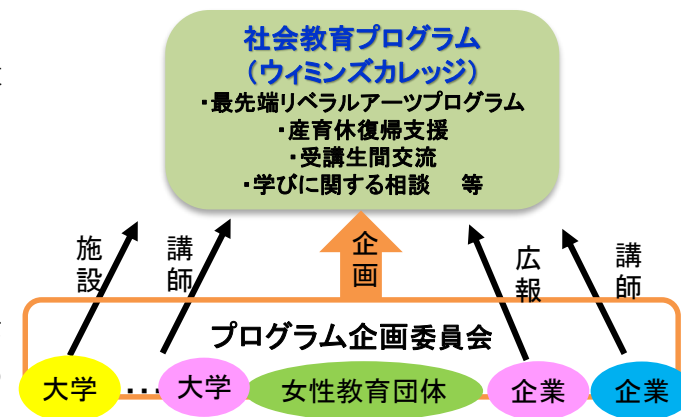 社会教育プログラム
（ウィミンズカレッジ）
・最先端リベラルアーツプログラム
・産育休復帰支援
・受講生間交流
・学びに関する相談　等
施設
講師
企画
広報
講師
プログラム企画委員会
大学
…
大学
女性教育団体
企業
企業